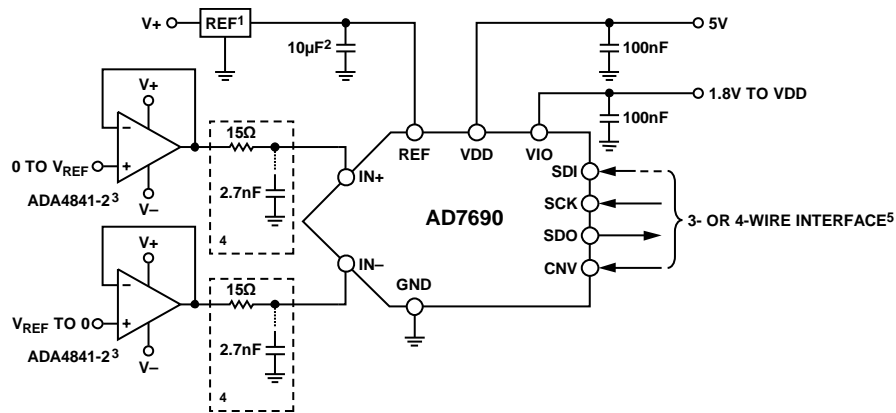 V+ REF1 10µF2 100nF 5V
100nF 1.8V TO VDD
V+
−
+
0 TO VREF
ADA4841-23
V−
15Ω
2.7nF
4
REF VDD VIO
IN+
IN−
AD7690
GND
SDI
SCK
SDO
CNV
3- OR 4-WIRE INTERFACE5
V+
−
+
VREF TO 0
ADA4841-23
V−
15Ω
2.7nF
4